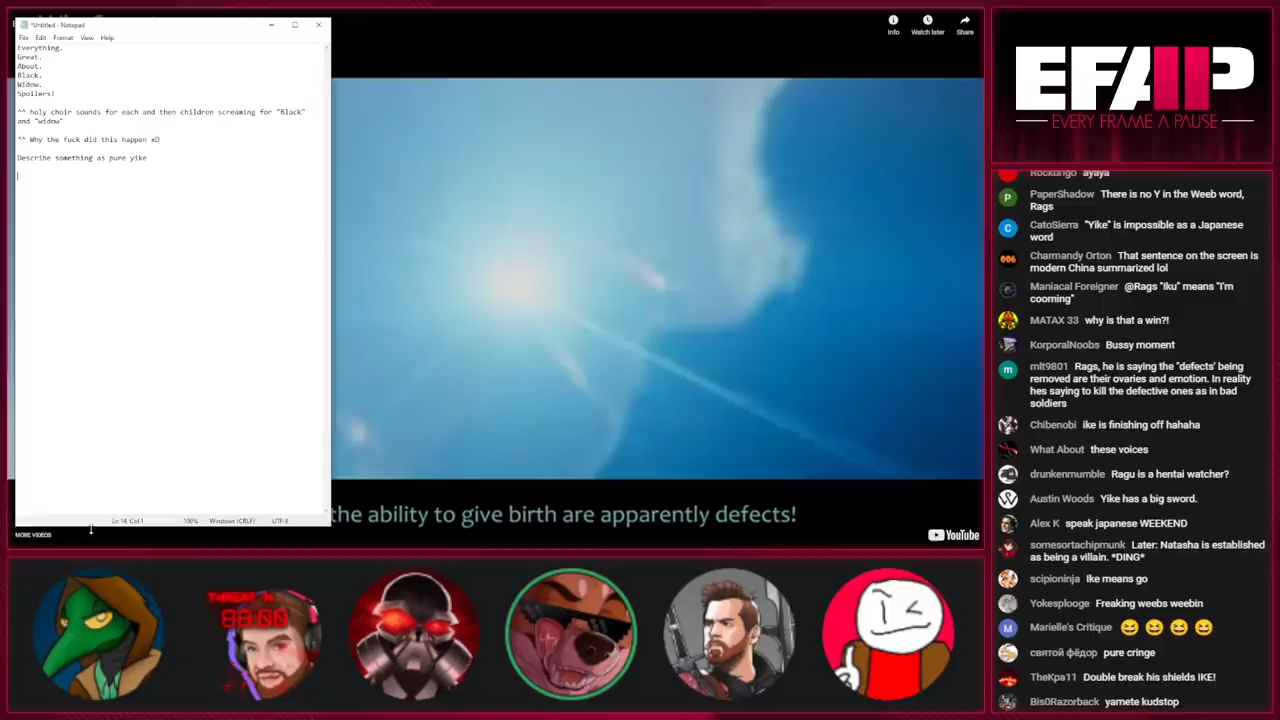 *Untitled - Notepad
File Edit Format View Help
Everything.
Great.
About.
Black.
Widow.
Spoilers!
^^ holy choir sounds for each and then children screaming for "Black"
and "widow"
^^ Why the fuck did this happen xD
Describe something as pure yike
Ln 14, Col 1 100% Windows (CRLF) UTF-8
MORE VIDEOS
Info Watch later Share
the ability to give birth are apparently defects!
YouTube
88:00
EFAP
EVERY FRAME A PAUSE
Rockongo ayaya
PaperShadow There is no Y in the Weeb word,
Rags
CatoSierra "Yike" is impossible as a Japanese
word
Charmandy Orton That sentence on the screen is
modern China summarized lol
Maniacal Foreigner @Rags "Iku" means "I'm
cooming"
MATAX 33 why is that a win?!
KorporalNoobs Bussy moment
mlt9801 Rags, he is saying the "defects' being
removed are their ovaries and emotion. In reality
hes saying to kill the defective ones as in bad
soldiers
Chibenobi ike is finishing off hahaha
What About these voices
drunkenmumble Ragu is a hentai watcher?
Austin Woods Yike has a big sword.
Alex K speak japanese WEEKEND
somesortachipmunk Later: Natasha is established
as being a villain. *DING*
scipioninja Ike means go
Yokesplooge Freaking weebs weebin
Marielle's Critique 😆 😆 😆 😆
святой фёдор pure cringe
TheKpa11 Double break his shields IKE!
Bis0Razorback yamete kudstop